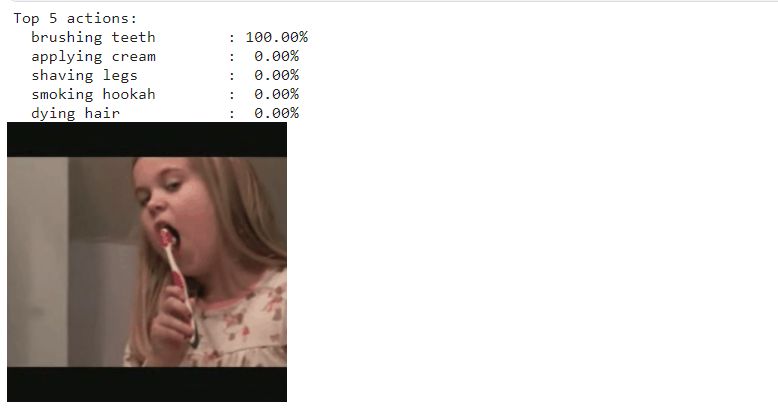 Top 5 actions:
brushing teeth : 100.00%
applying cream : 0.00%
shaving legs : 0.00%
smoking hookah : 0.00%
dying hair : 0.00%